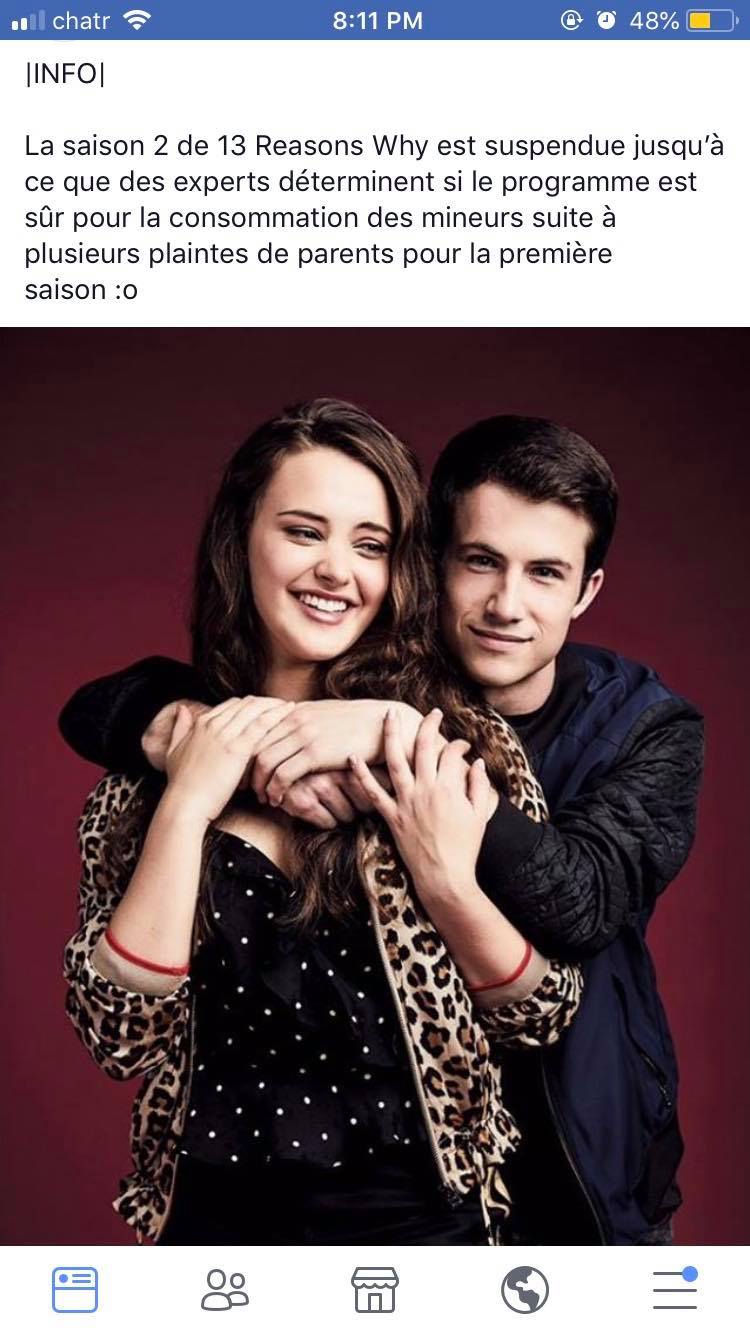 chatr 8:11 PM 48%
|INFO|
La saison 2 de 13 Reasons Why est suspendue jusqu’à
ce que des experts déterminent si le programme est
sûr pour la consommation des mineurs suite à
plusieurs plaintes de parents pour la première
saison :o